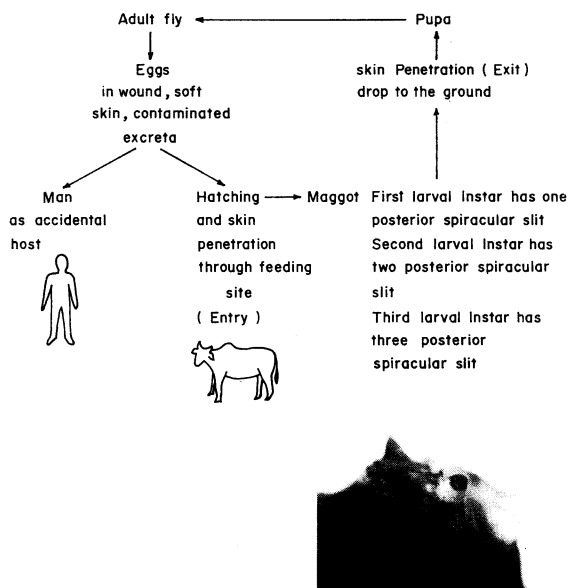 Adult fly
Pupa
Eggs
in wound, soft
skin, contaminated
excreta
skin Penetration ( Exit )
drop to the ground
Man
as accidental
host
Hatching
and skin
penetration
through feeding
site
( Entry )
Maggot
First larval Instar has one
posterior spiracular slit
Second larval Instar has
two posterior spiracular
slit
Third larval Instar has
three posterior
spiracular slit